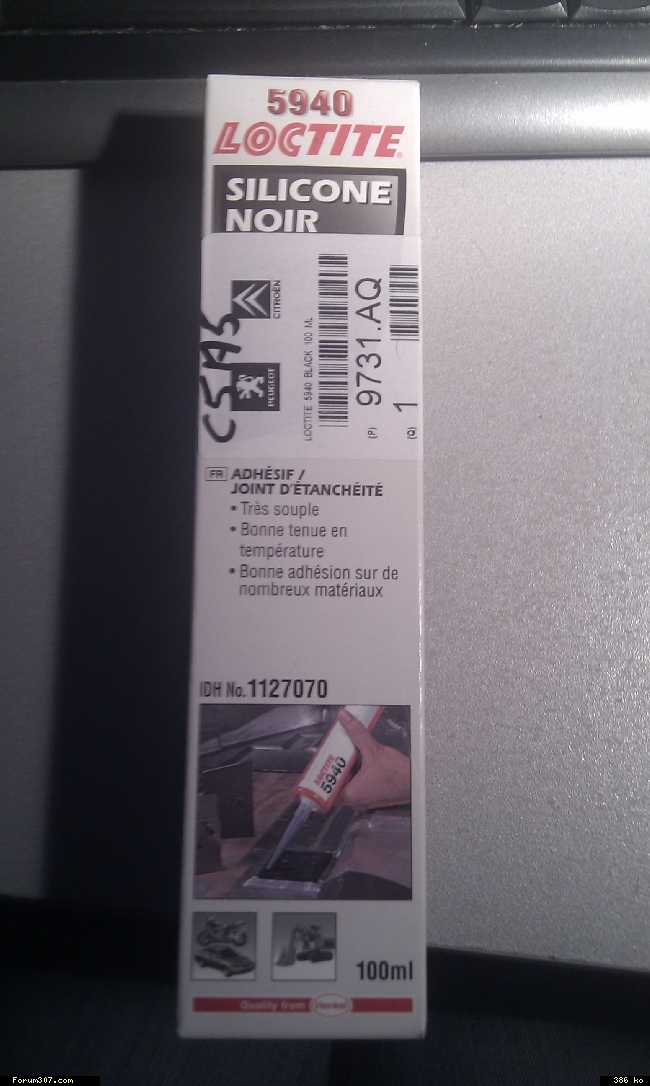 5940
LOCTITE®
SILICONE
NOIR
C5 A5
CITROËN
PEUGEOT
LOCTITE 5940 BLACK 100 ML
(P) 9731.AQ
(Q) 1
FR ADHÉSIF /
JOINT D'ÉTANCHÉITÉ
• Très souple
• Bonne tenue en
température
• Bonne adhésion sur de
nombreux matériaux
IDH No.1127070
LOCTITE
5940
100ml
Quality from Henkel
Forum307.com
386 ko